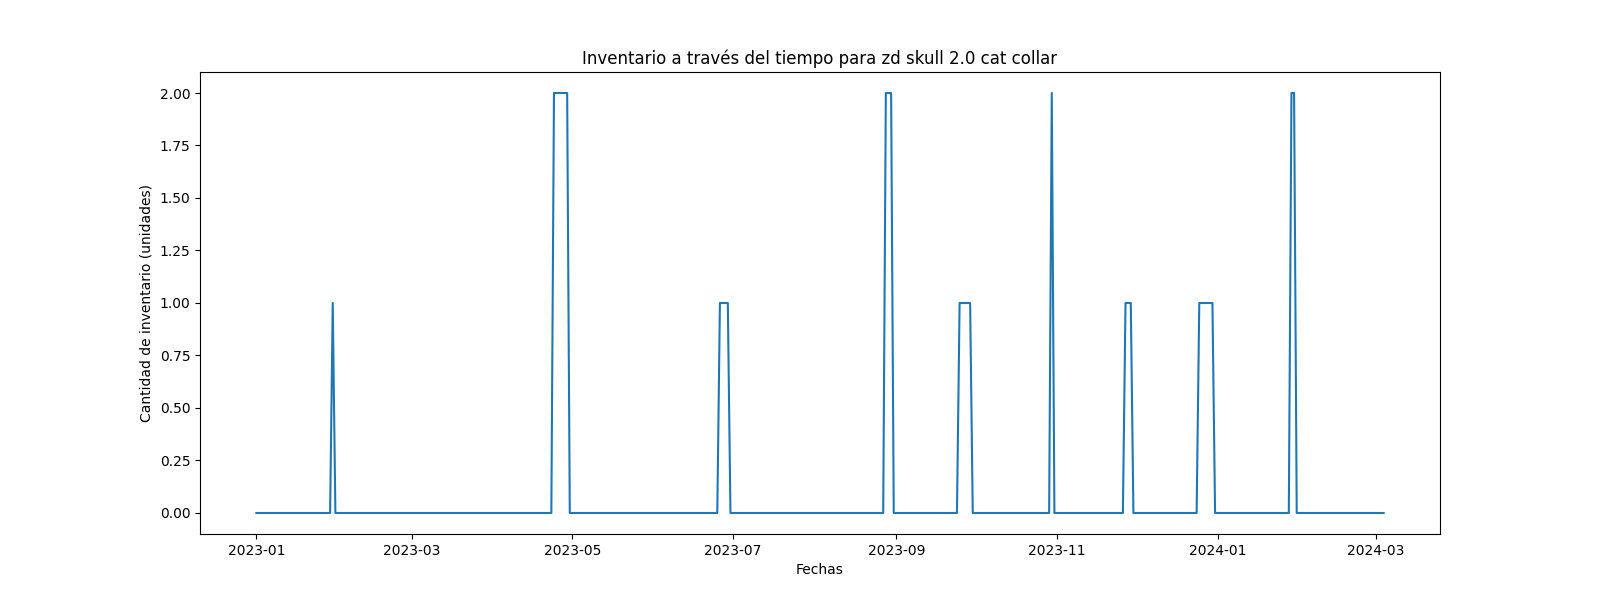 Inventario a través del tiempo para zd skull 2.0 cat collar
Cantidad de inventario (unidades)
2.00
1.75
1.50
1.25
1.00
0.75
0.50
0.25
0.00
2023-01 2023-03 2023-05 2023-07 2023-09 2023-11 2024-01 2024-03
Fechas